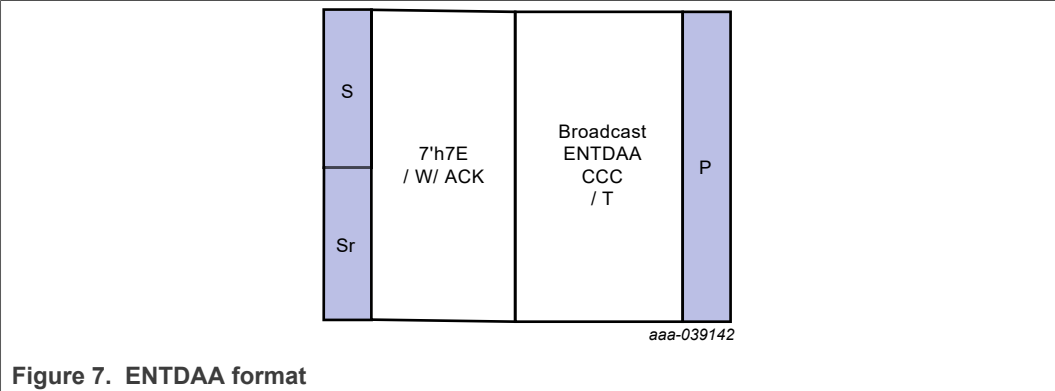 S
Sr
7'h7E
/ W/ ACK
Broadcast
ENTDAA
CCC
/ T
P
aaa-039142
Figure 7. ENTDAA format